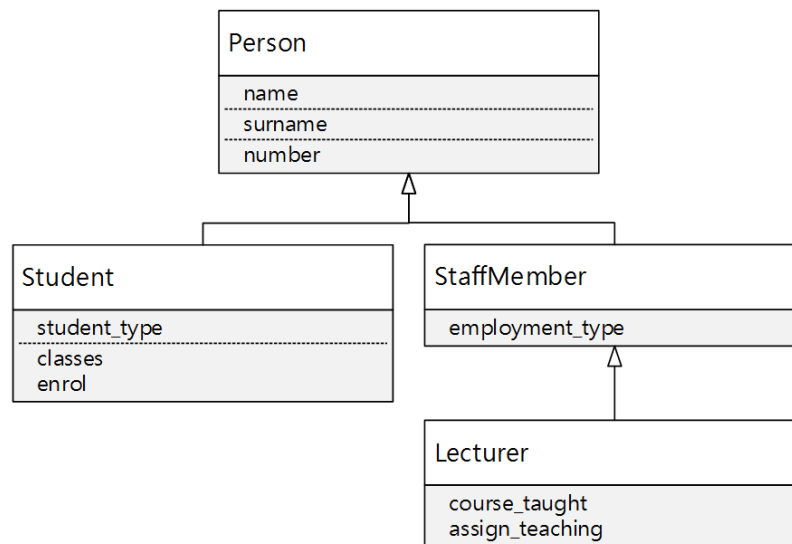 Person
name
surname
number
Student
student_type
classes
enrol
StaffMember
employment_type
Lecturer
course_taught
assign_teaching